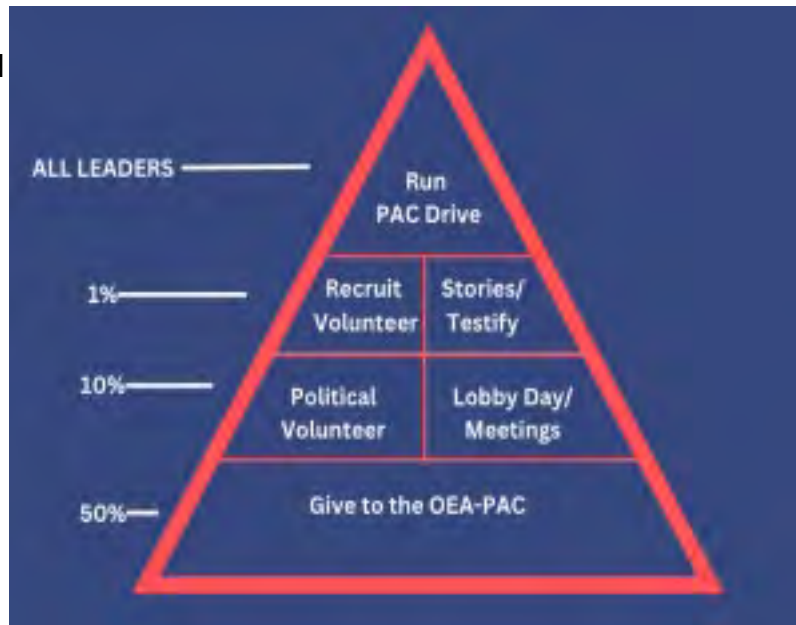 ALL LEADERS
Run
PAC Drive
1%
Recruit
Volunteer
Stories/
Testify
10%
Political
Volunteer
Lobby Day/
Meetings
50%
Give to the OEA-PAC